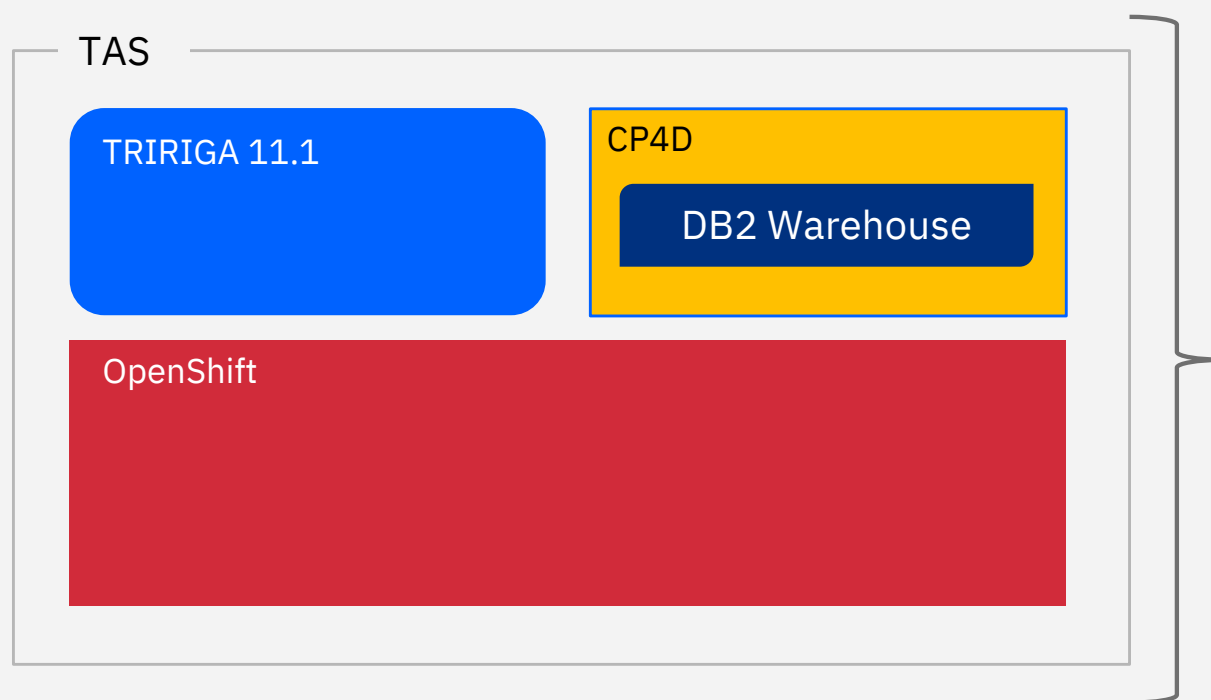 TAS
TRIRIGA 11.1
CP4D
DB2 Warehouse
OpenShift